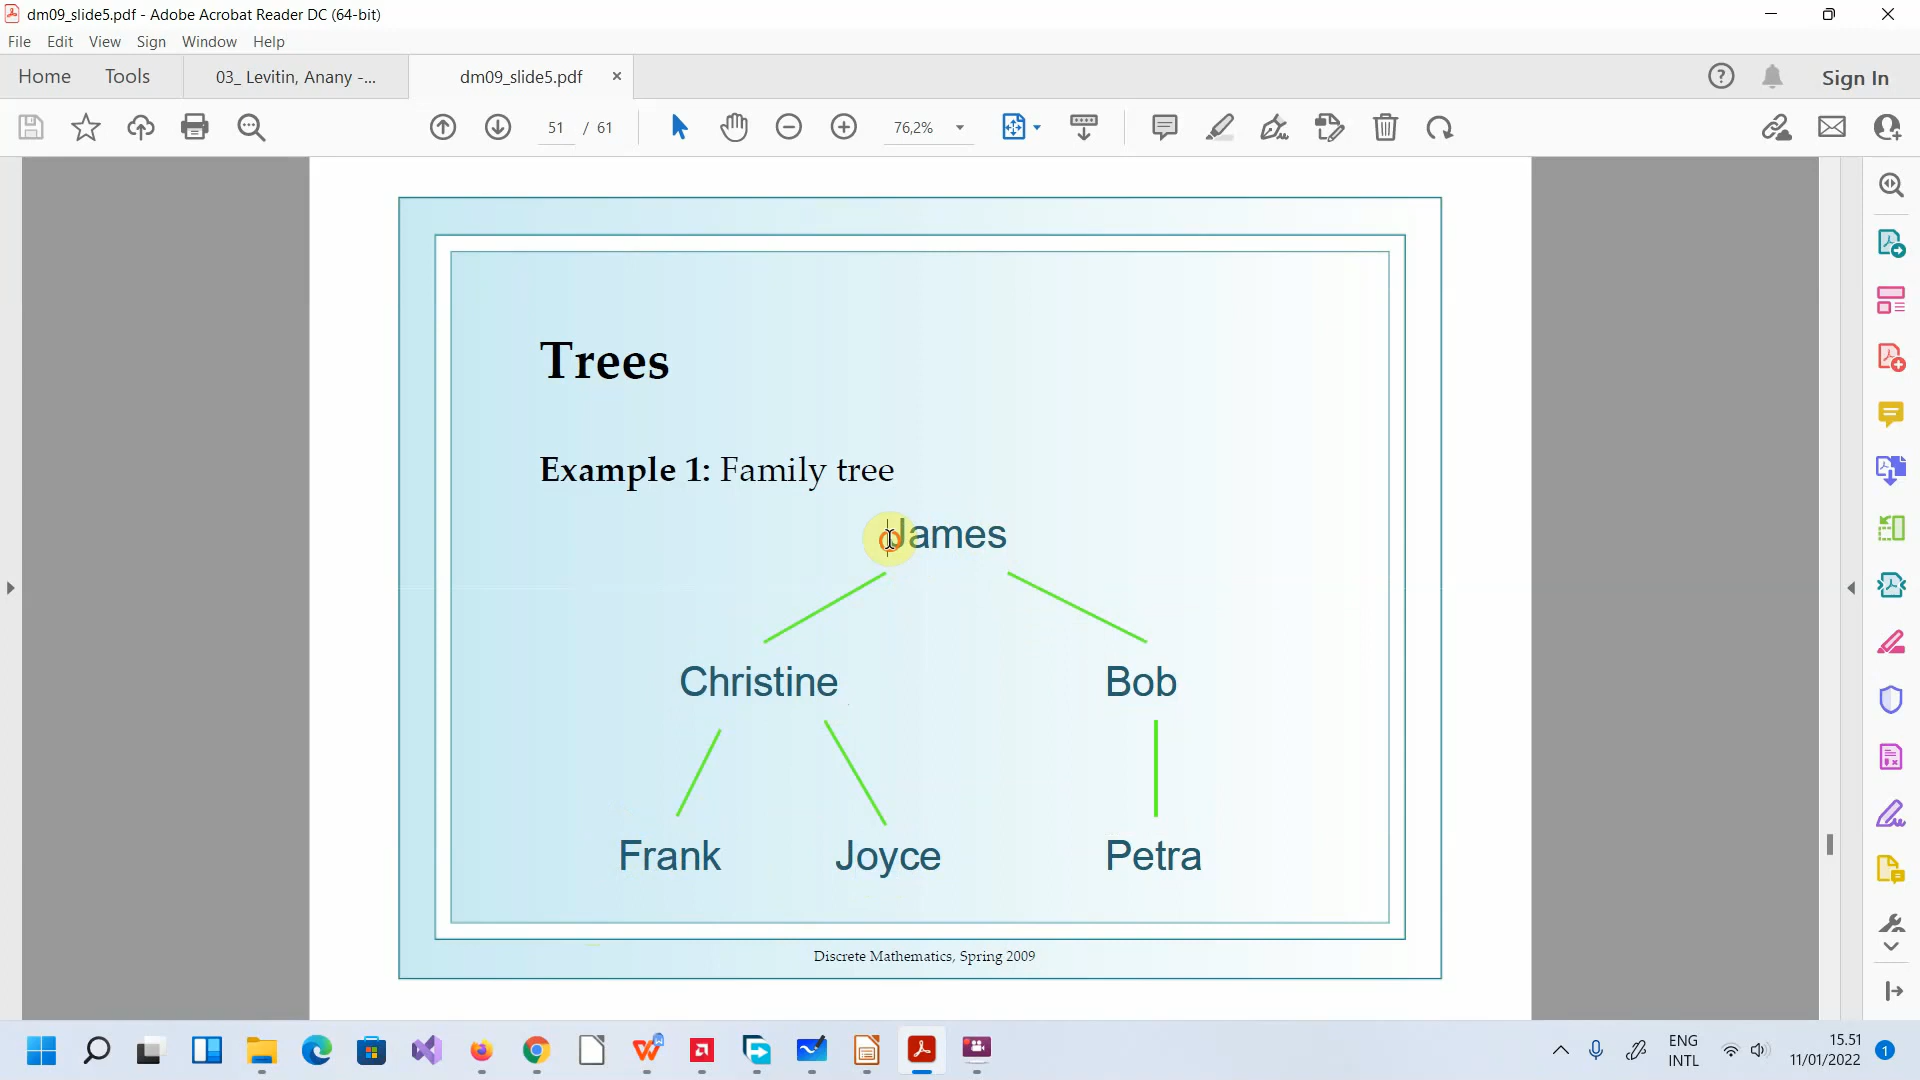 dm09_slide5.pdf - Adobe Acrobat Reader DC (64-bit)
File Edit View Sign Window Help
Home Tools 03_ Levitin, Anany -... dm09_slide5.pdf Sign In
51 / 61 76,2%
Trees
Example 1: Family tree
James
Christine Bob
Frank Joyce Petra
Discrete Mathematics, Spring 2009
ENG 15.51
INTL 11/01/2022 1